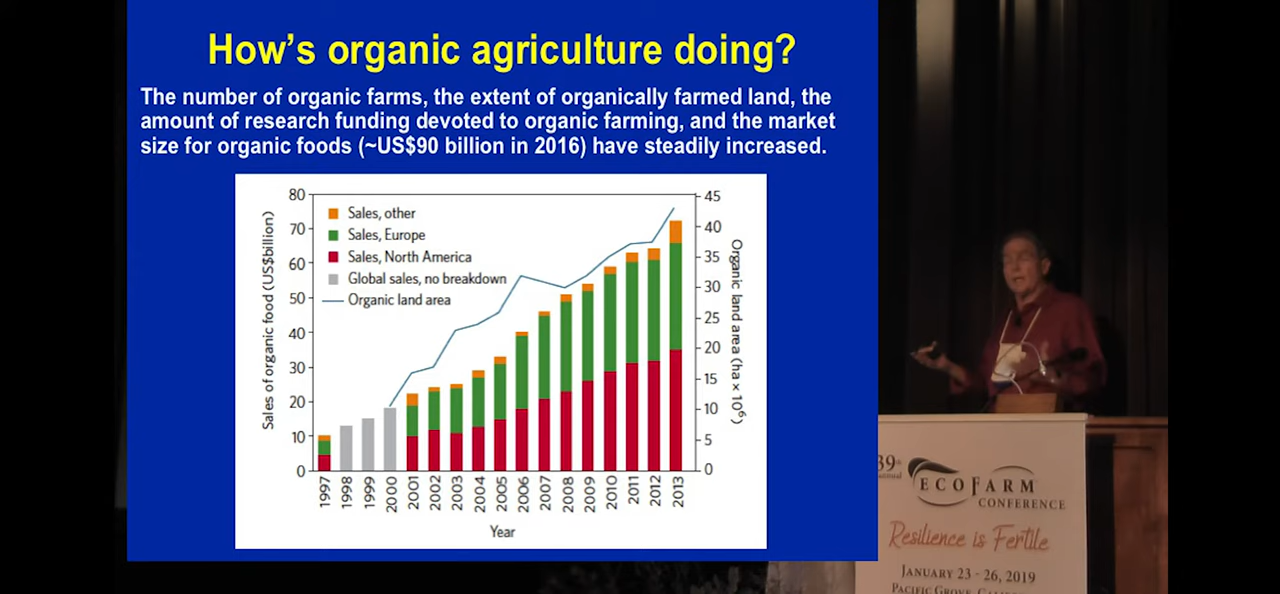 How's organic agriculture doing?
The number of organic farms, the extent of organically farmed land, the
amount of research funding devoted to organic farming, and the market
size for organic foods (~US$90 billion in 2016) have steadily increased.
Sales of organic food (US$billion)
80
70
60
50
40
30
20
10
0
Sales, other
Sales, Europe
Sales, North America
Global sales, no breakdown
Organic land area
45
40
35
30
25
20
15
10
5
0
Organic land area (ha × 10⁶)
1997
1998
1999
2000
2001
2002
2003
2004
2005
2006
2007
2008
2009
2010
2011
2012
2013
Year
39th
annual
ECOFARM
CONFERENCE
Resilience is Fertile
JANUARY 23 - 26, 2019
PACIFIC GROVE,